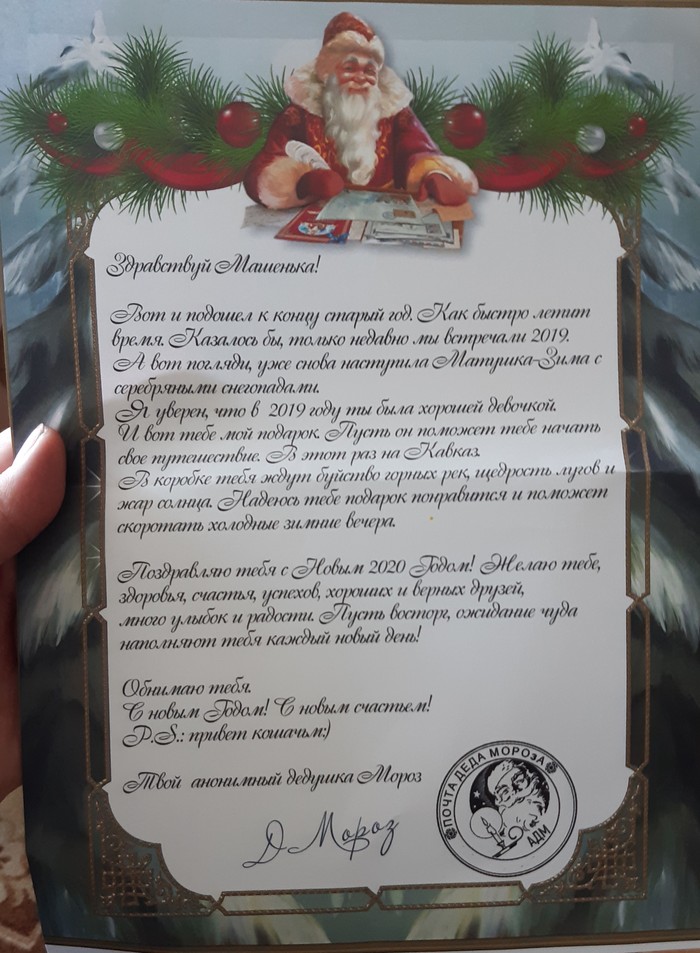 Здравствуй Машенька!
Вот и подошел к концу старый год. Как быстро летит
время. Казалось бы, только недавно мы встречали 2019.
А вот погляди, уже снова наступила Матушка-Зима с
серебряными снегопадами.
Я уверен, что в 2019 году ты была хорошей девочкой.
И вот тебе мой подарок. Пусть он поможет тебе начать
свое путешествие. В этот раз на Кавказ.
В коробке тебя ждут буйство горных рек, щедрость лугов и
жар солнца. Надеюсь тебе подарок понравится и поможет
скоротать холодные зимние вечера.
Поздравляю тебя с Новым 2020 Годом! Желаю тебе,
здоровья, счастья, успехов, хороших и верных друзей,
много улыбок и радости. Пусть восторг, ожидание чуда
наполняют тебя каждый новый день!
Обнимаю тебя.
С новым Годом! С новым счастьем!
P.S.: привет кошачьм:)
Твой анонимный дедушка Мороз
Д Мороз
ПОЧТА ДЕДА МОРОЗА
АДМ